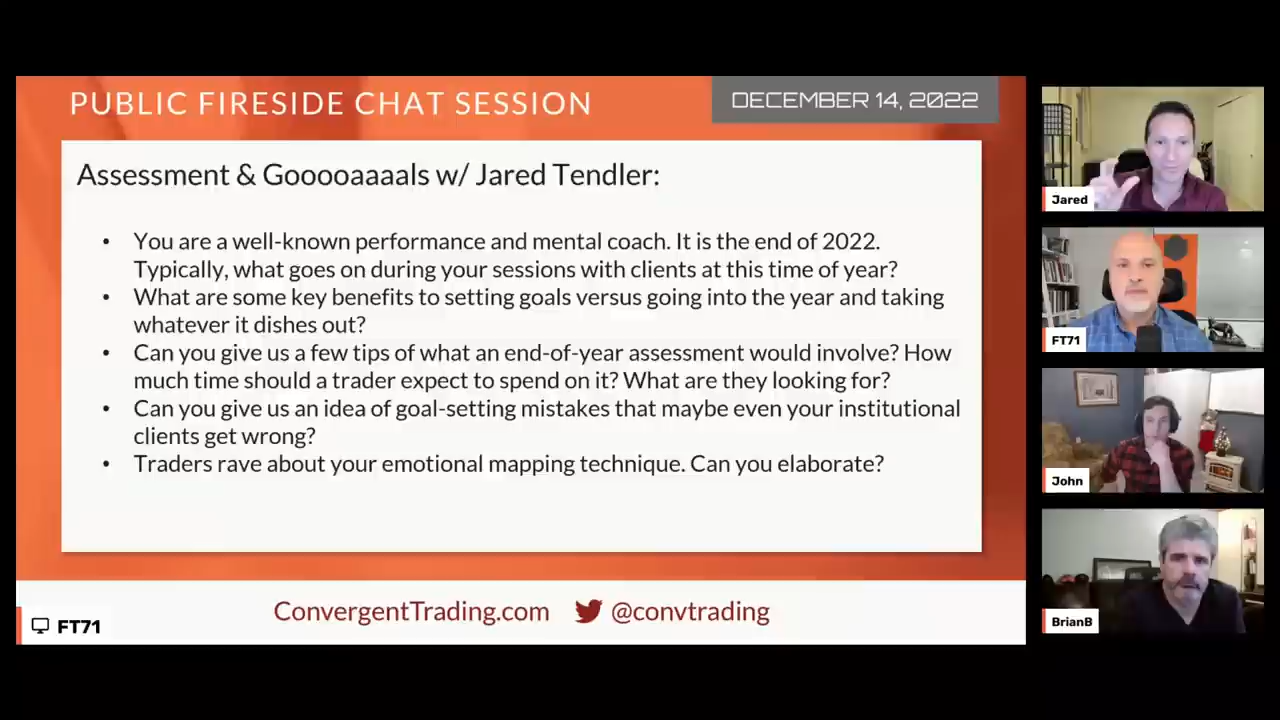 PUBLIC FIRESIDE CHAT SESSION
DECEMBER 14, 2022
Assessment & Gooooaaaals w/ Jared Tendler:
• You are a well-known performance and mental coach. It is the end of 2022.
Typically, what goes on during your sessions with clients at this time of year?
• What are some key benefits to setting goals versus going into the year and taking
whatever it dishes out?
• Can you give us a few tips of what an end-of-year assessment would involve? How
much time should a trader expect to spend on it? What are they looking for?
• Can you give us an idea of goal-setting mistakes that maybe even your institutional
clients get wrong?
• Traders rave about your emotional mapping technique. Can you elaborate?
ConvergentTrading.com @convtrading
FT71
Jared
FT71
John
BrianB